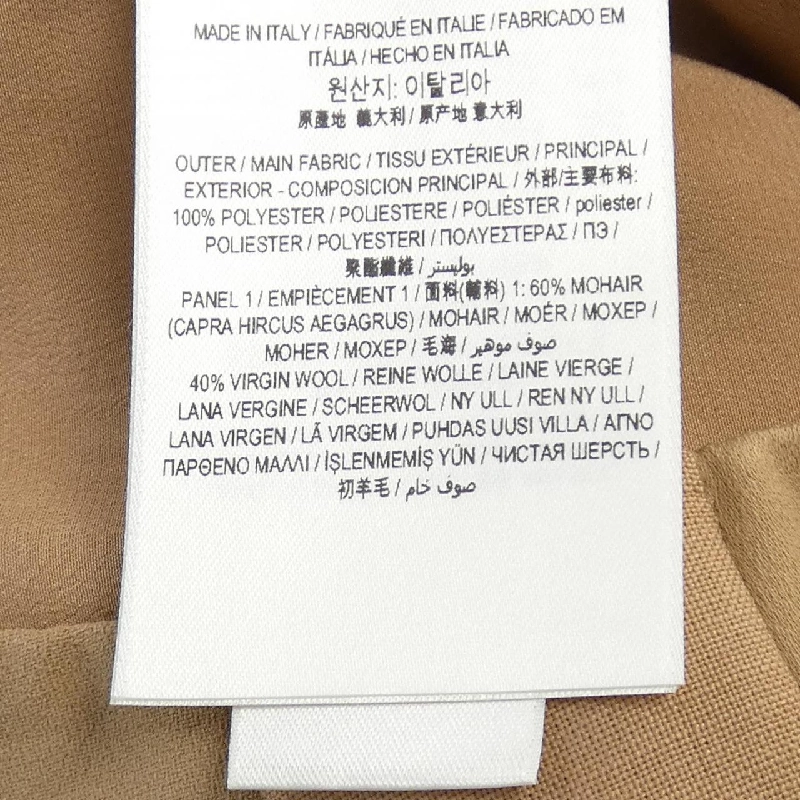 MADE IN ITALY / FABRIQUÉ EN ITALIE / FABRICADO EM
ITÁLIA / HECHO EN ITALIA
원산지: 이탈리아
原產地 義大利 / 原产地 意大利
OUTER / MAIN FABRIC / TISSU EXTÉRIEUR / PRINCIPAL /
EXTERIOR - COMPOSICION PRINCIPAL / 外部/主要布料:
100% POLYESTER / POLIESTERE / POLIÉSTER / poliester /
POLIESTER / POLYESTERI / ΠΟΛΥΕΣΤΕΡΑΣ / ПЭ /
聚酯纖維 / بوليستر
PANEL 1 / EMPIÈCEMENT 1 / 面料(輔料) 1: 60% MOHAIR
(CAPRA HIRCUS AEGAGRUS) / MOHAIR / MOÉR / MOXEP /
MOHER / МОХЕР / 毛海 / صوف موهير
40% VIRGIN WOOL / REINE WOLLE / LAINE VIERGE /
LANA VERGINE / SCHEERWOL / NY ULL / REN NY ULL /
LANA VIRGEN / LÃ VIRGEM / PUHDAS UUSI VILLA / ΑΓΝΟ
ΠΑΡΘΕΝΟ ΜΑΛΛΙ / İŞLENMEMİŞ YÜN / ЧИСТАЯ ШЕРСТЬ /
初羊毛 / صوف خام